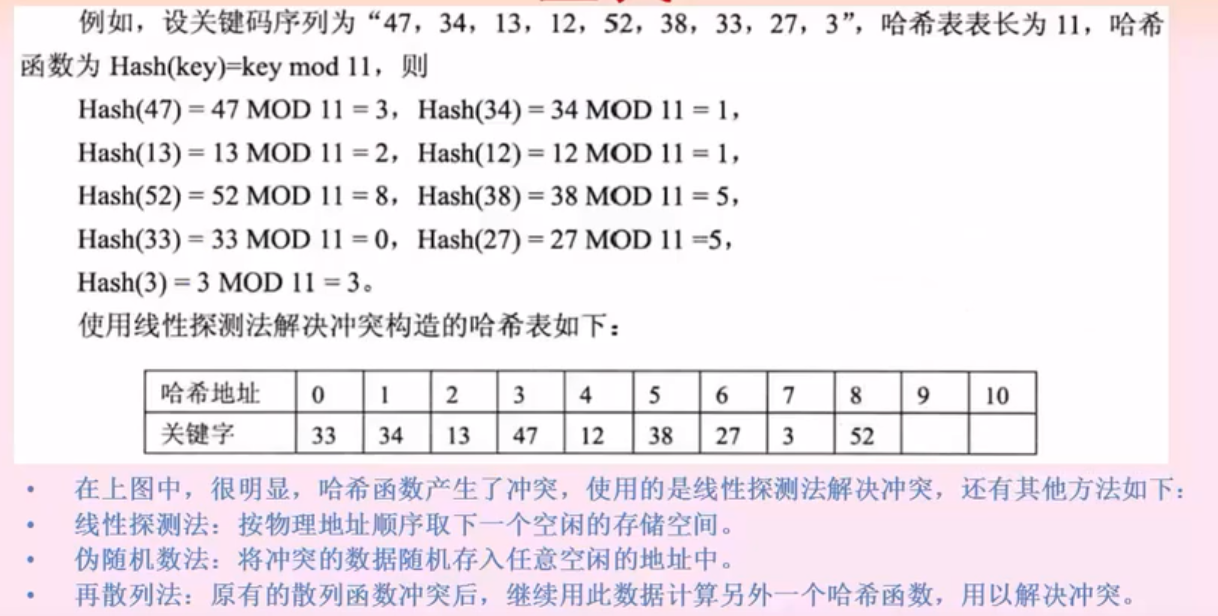 例如，设关键码序列为“47，34，13，12，52，38，33，27，3”，哈希表表长为 11，哈希
函数为 Hash(key)=key mod 11，则
Hash(47) = 47 MOD 11 = 3，Hash(34) = 34 MOD 11 = 1，
Hash(13) = 13 MOD 11 = 2，Hash(12) = 12 MOD 11 = 1，
Hash(52) = 52 MOD 11 = 8，Hash(38) = 38 MOD 11 = 5，
Hash(33) = 33 MOD 11 = 0，Hash(27) = 27 MOD 11 =5，
Hash(3) = 3 MOD 11 = 3。
使用线性探测法解决冲突构造的哈希表如下：
哈希地址 0 1 2 3 4 5 6 7 8 9 10
关键字 33 34 13 47 12 38 27 3 52
• 在上图中，很明显，哈希函数产生了冲突，使用的是线性探测法解决冲突，还有其他方法如下：
• 线性探测法：按物理地址顺序取下一个空闲的存储空间。
• 伪随机数法：将冲突的数据随机存入任意空闲的地址中。
• 再散列法：原有的散列函数冲突后，继续用此数据计算另外一个哈希函数，用以解决冲突。